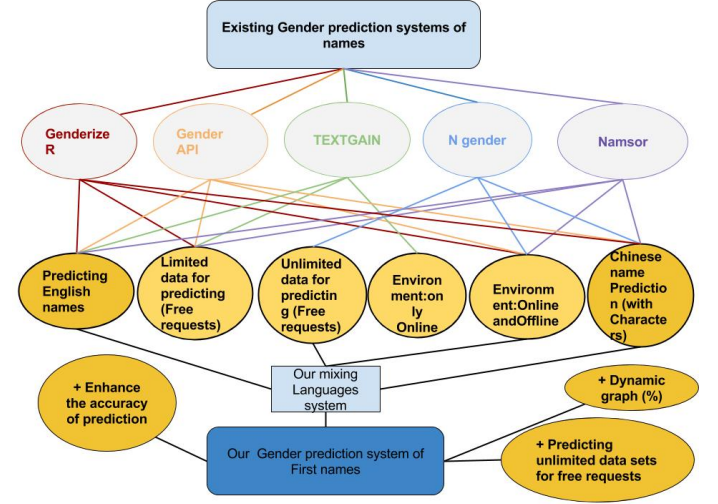 Existing Gender prediction systems of
names
Genderize
R
Gender
API
TEXTGAIN
N gender
Namsor
Predicting
English
names
Limited
data for
predicting
(Free
requests)
Unlimited
data for
predictin
g (Free
requests)
Environ
ment:on
ly
Online
Environm
ent:Online
andOffline
Chinese
name
Predictio
n (with
Characte
rs)
Our mixing
Languages
system
+ Enhance
the accuracy
of prediction
+ Dynamic
graph (%)
Our  Gender prediction system of
First names
+ Predicting
unlimited data sets
for free requests